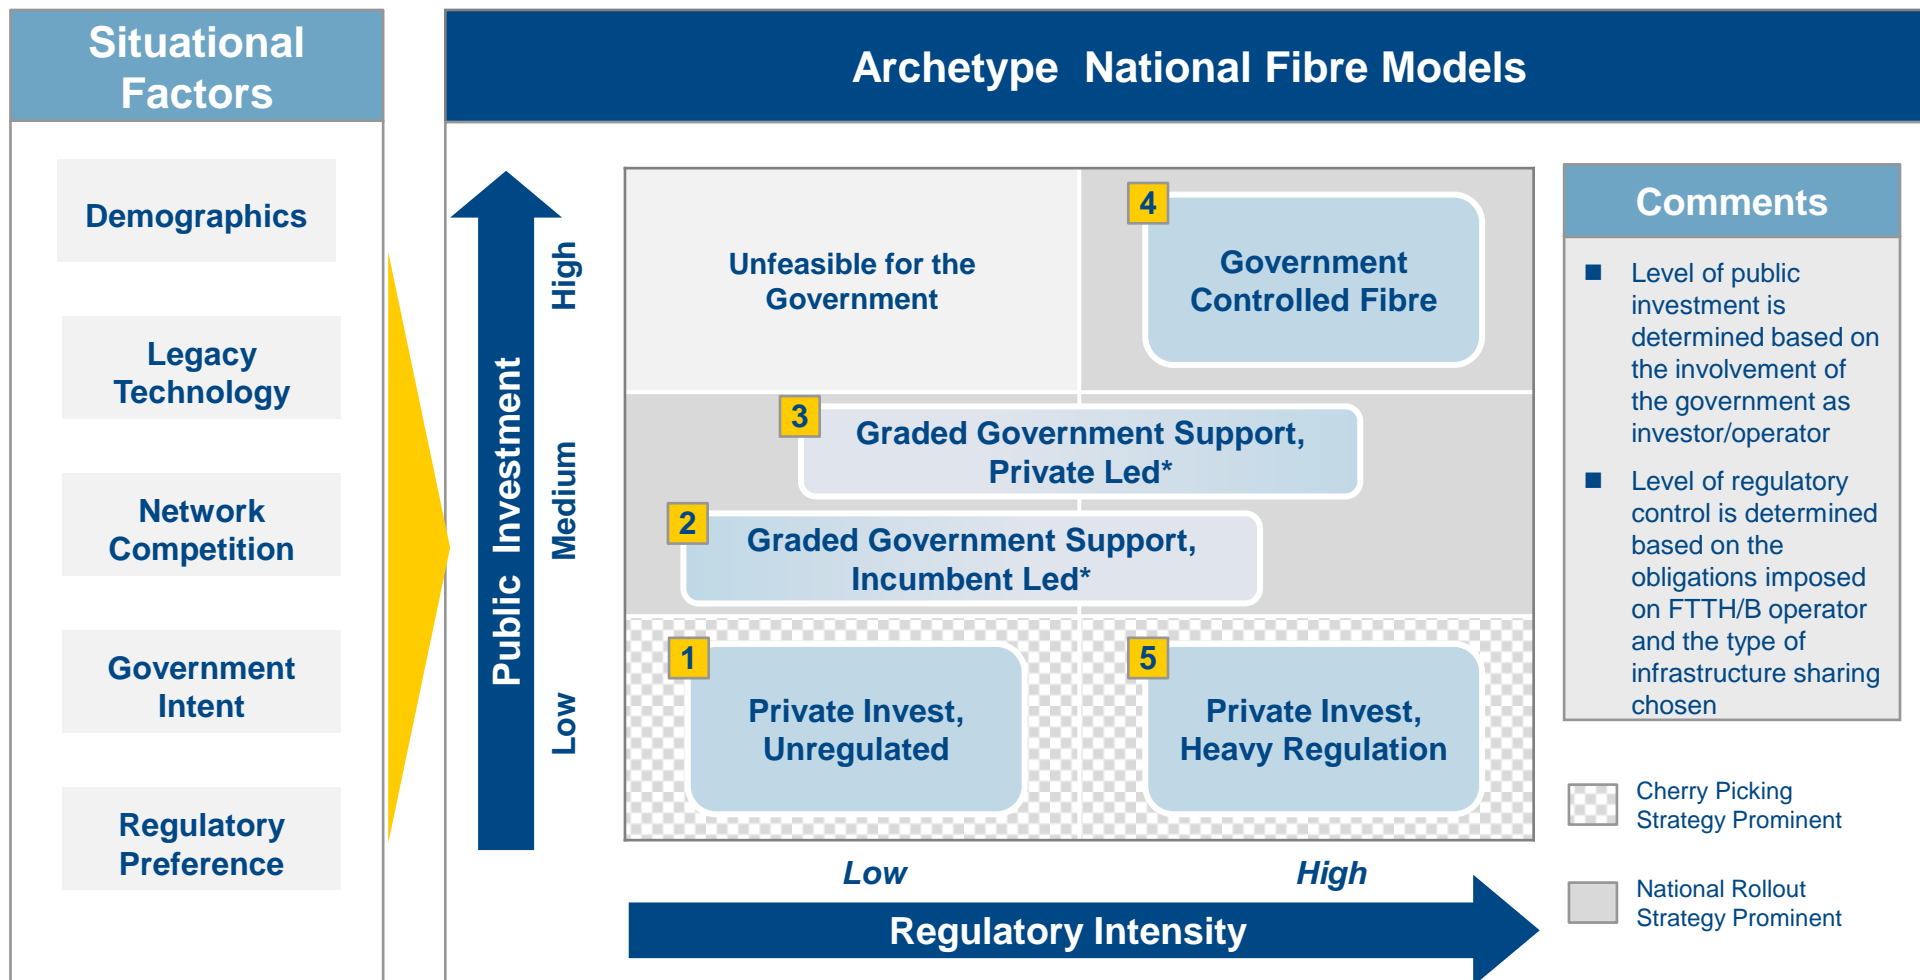 Situational
Factors
Demographics
Legacy
Technology
Network
Competition
Government
Intent
Regulatory
Preference
Archetype National Fibre Models
Public Investment
High
Medium
Low
Unfeasible for the
Government
4
Government
Controlled Fibre
3
Graded Government Support,
Private Led*
2
Graded Government Support,
Incumbent Led*
1
Private Invest,
Unregulated
5
Private Invest,
Heavy Regulation
Low
High
Regulatory Intensity
Comments
Level of public
investment is
determined based on
the involvement of
the government as
investor/operator
Level of regulatory
control is determined
based on the
obligations imposed
on FTTH/B operator
and the type of
infrastructure sharing
chosen
Cherry Picking
Strategy Prominent
National Rollout
Strategy Prominent